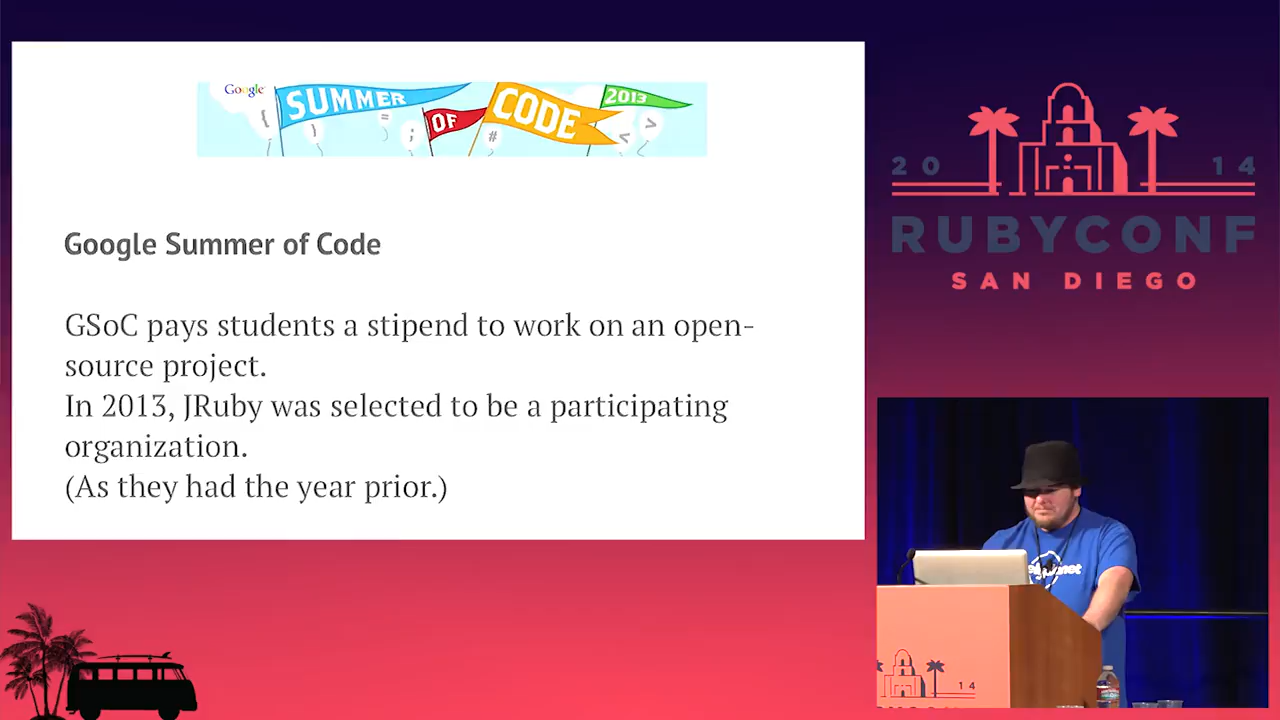 Google
SUMMER
OF
CODE
2013
Google Summer of Code
GSoC pays students a stipend to work on an open-
source project.
In 2013, JRuby was selected to be a participating
organization.
(As they had the year prior.)
20 14
RUBYCONF
SAN DIEGO
14